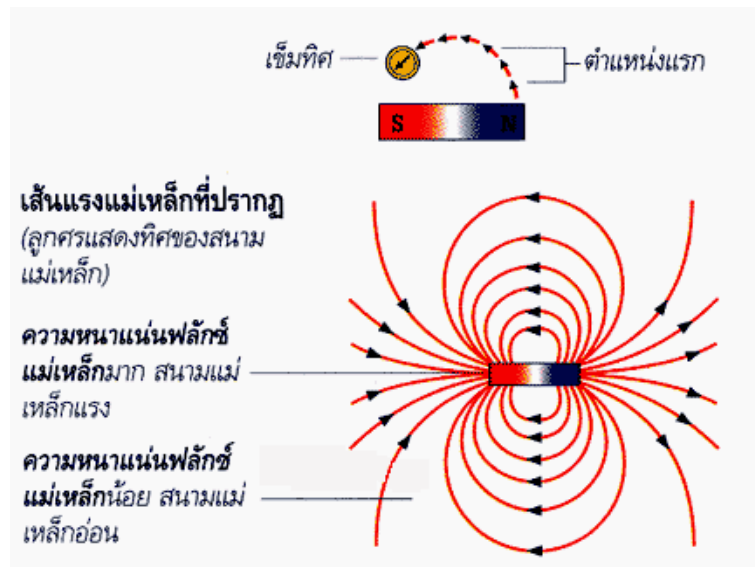 เข็มทิศ
ตำแหน่งแรก
S N
เส้นแรงแม่เหล็กที่ปรากฏ
(ลูกศรแสดงทิศของสนาม
แม่เหล็ก)
ความหนาแน่นฟลักซ์
แม่เหล็กมาก สนามแม่
เหล็กแรง
ความหนาแน่นฟลักซ์
แม่เหล็กน้อย สนามแม่
เหล็กอ่อน